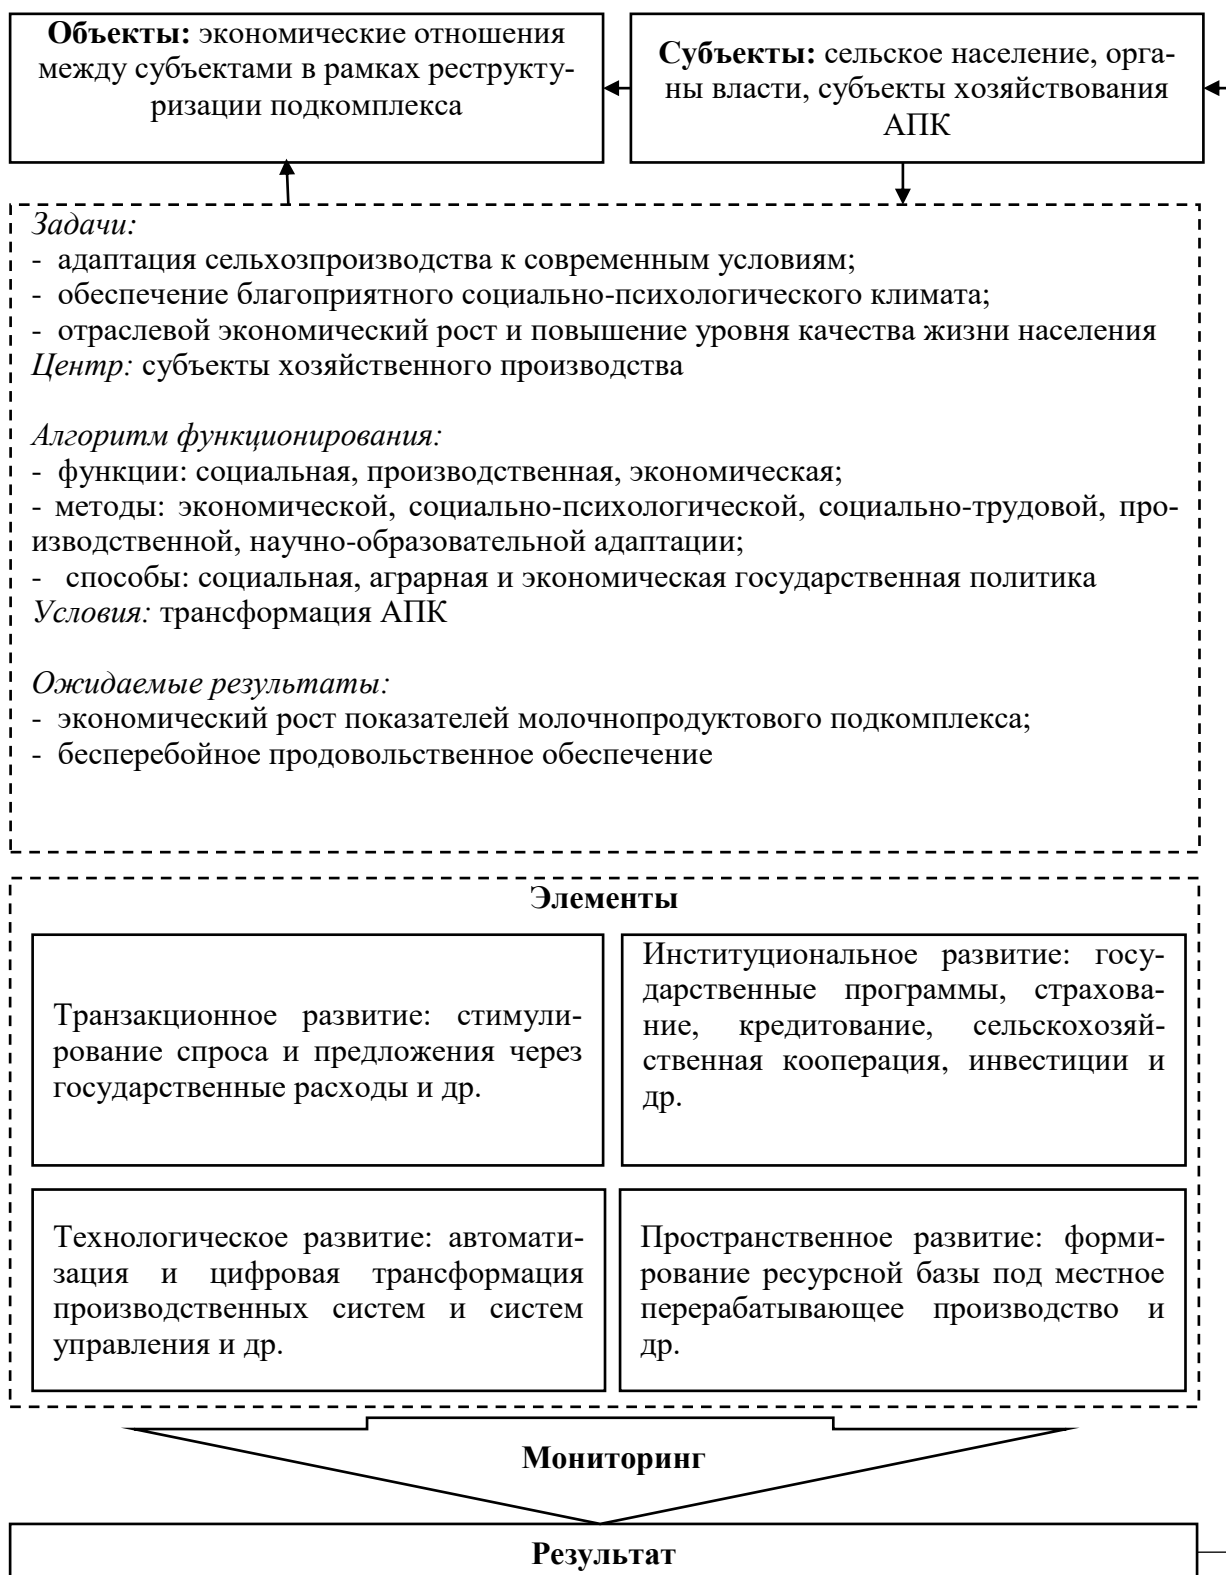 Объекты: экономические отношения
между субъектами в рамках реструкту-
ризации подкомплекса
Субъекты: сельское население, орга-
ны власти, субъекты хозяйствования
АПК
Задачи:
- адаптация сельхозпроизводства к современным условиям;
- обеспечение благоприятного социально-психологического климата;
- отраслевой экономический рост и повышение уровня качества жизни населения
Центр: субъекты хозяйственного производства
Алгоритм функционирования:
- функции: социальная, производственная, экономическая;
- методы: экономической, социально-психологической, социально-трудовой, про-
изводственной, научно-образовательной адаптации;
- способы: социальная, аграрная и экономическая государственная политика
Условия: трансформация АПК
Ожидаемые результаты:
- экономический рост показателей молочнопродуктового подкомплекса;
- бесперебойное продовольственное обеспечение
Элементы
Транзакционное развитие: стимули-
рование спроса и предложения через
государственные расходы и др.
Институциональное развитие: госу-
дарственные программы, страхова-
ние, кредитование, сельскохозяй-
ственная кооперация, инвестиции и
др.
Технологическое развитие: автомати-
зация и цифровая трансформация
производственных систем и систем
управления и др.
Пространственное развитие: форми-
рование ресурсной базы под местное
перерабатывающее производство и
др.
Мониторинг
Результат